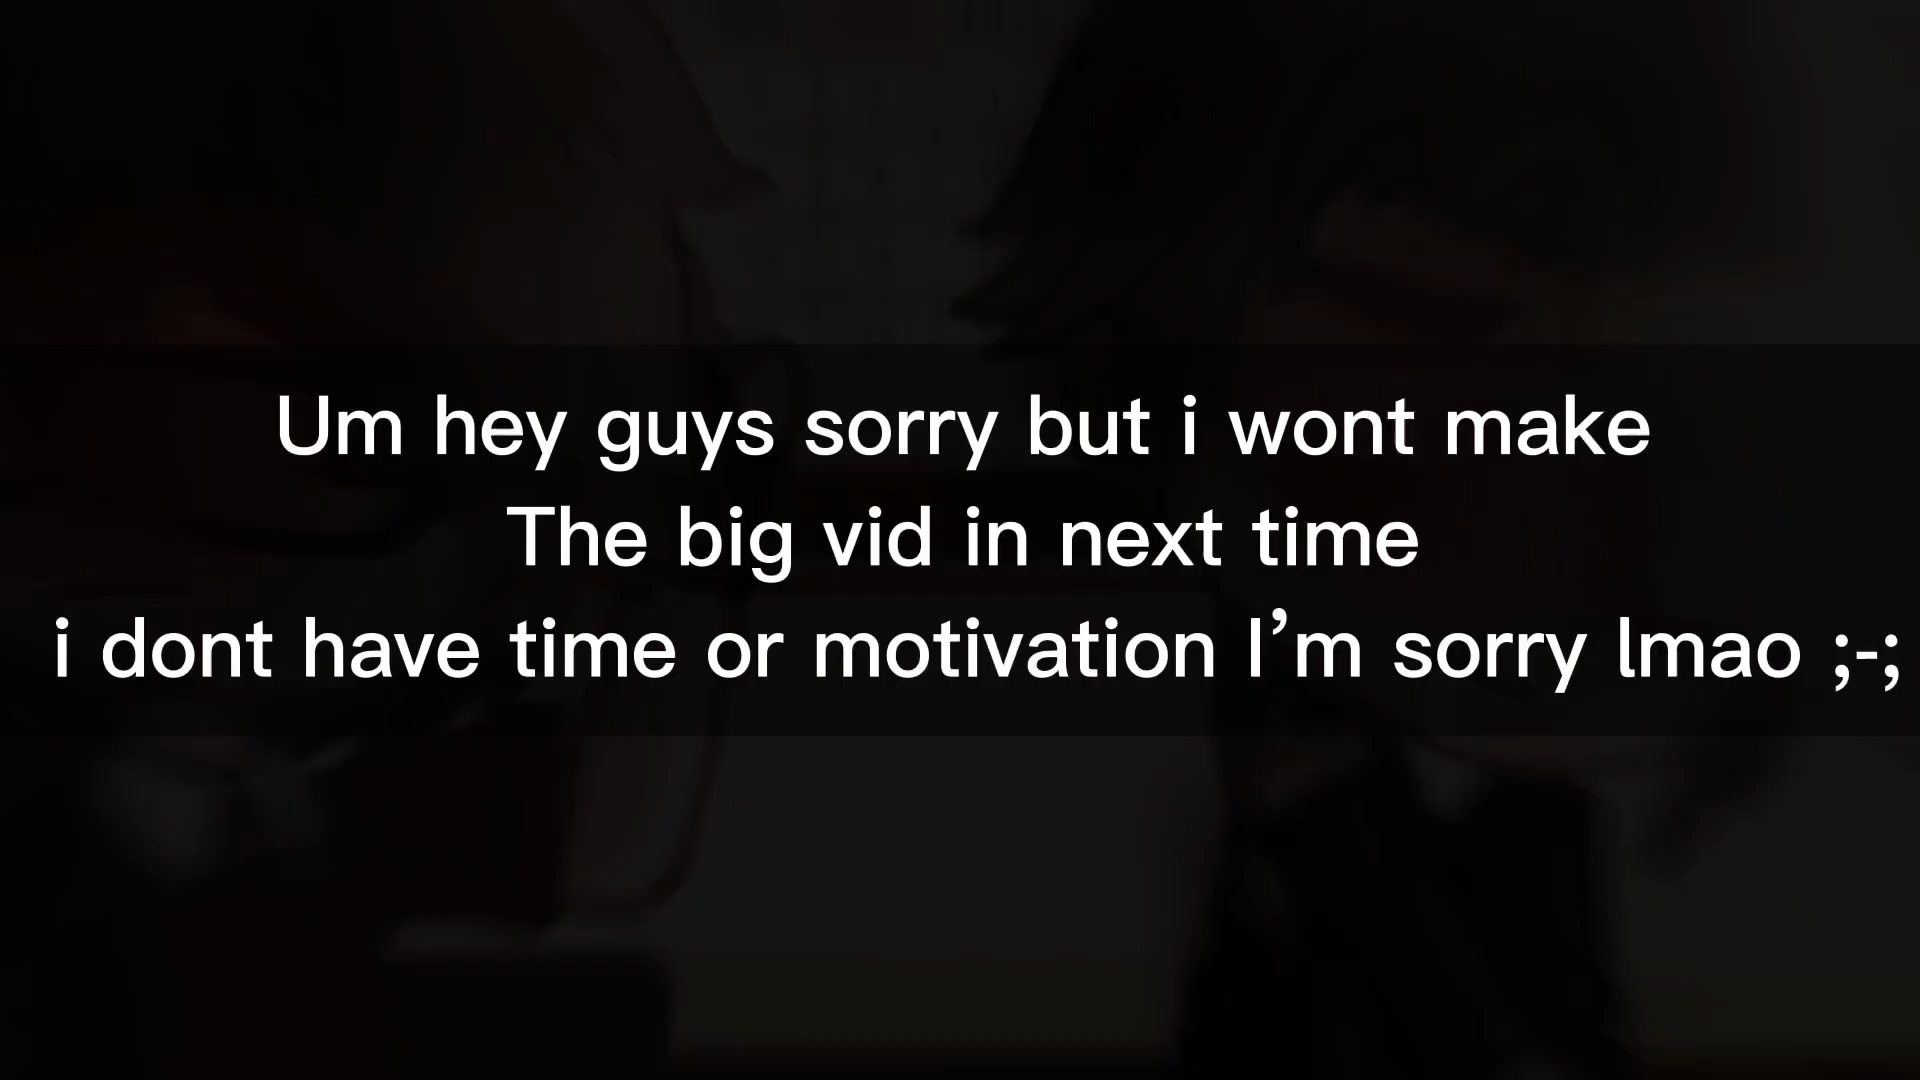 Um hey guys sorry but i wont make
The big vid in next time
i dont have time or motivation I’m sorry lmao ;-;